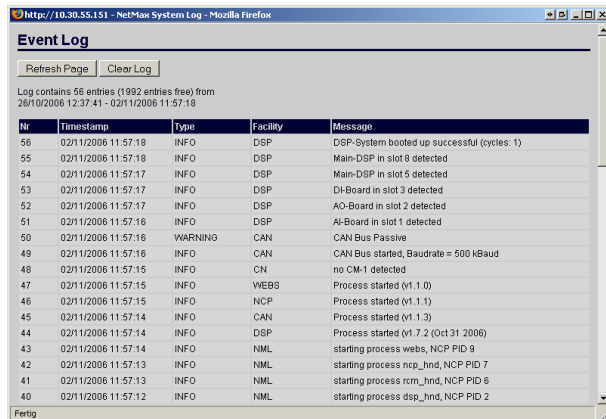 http://10.30.55.151 - NetMax System Log - Mozilla Firefox
Event Log
Refresh Page Clear Log
Log contains 56 entries (1992 entries free) from
26/10/2006 12:37:41 - 02/11/2006 11:57:18
Nr Timestamp Type Facility Message
56 02/11/2006 11:57:18 INFO DSP DSP-System booted up successful (cycles: 1)
55 02/11/2006 11:57:18 INFO DSP Main-DSP in slot 8 detected
54 02/11/2006 11:57:17 INFO DSP Main-DSP in slot 5 detected
53 02/11/2006 11:57:17 INFO DSP DI-Board in slot 3 detected
52 02/11/2006 11:57:17 INFO DSP AO-Board in slot 2 detected
51 02/11/2006 11:57:16 INFO DSP AI-Board in slot 1 detected
50 02/11/2006 11:57:16 WARNING CAN CAN Bus Passive
49 02/11/2006 11:57:16 INFO CAN CAN Bus started, Baudrate = 500 kBaud
48 02/11/2006 11:57:15 INFO CN no CM-1 detected
47 02/11/2006 11:57:15 INFO WEBS Process started (v1.1.0)
46 02/11/2006 11:57:15 INFO NCP Process started (v1.1.1)
45 02/11/2006 11:57:14 INFO CAN Process started (v1.1.3)
44 02/11/2006 11:57:14 INFO DSP Process started (v1.7.2 (Oct 31 2006)
43 02/11/2006 11:57:14 INFO NML starting process webs, NCP PID 9
42 02/11/2006 11:57:13 INFO NML starting process ncp_hnd, NCP PID 7
41 02/11/2006 11:57:13 INFO NML starting process rcm_hnd, NCP PID 6
40 02/11/2006 11:57:12 INFO NML starting process dsp_hnd, NCP PID 2
Fertig